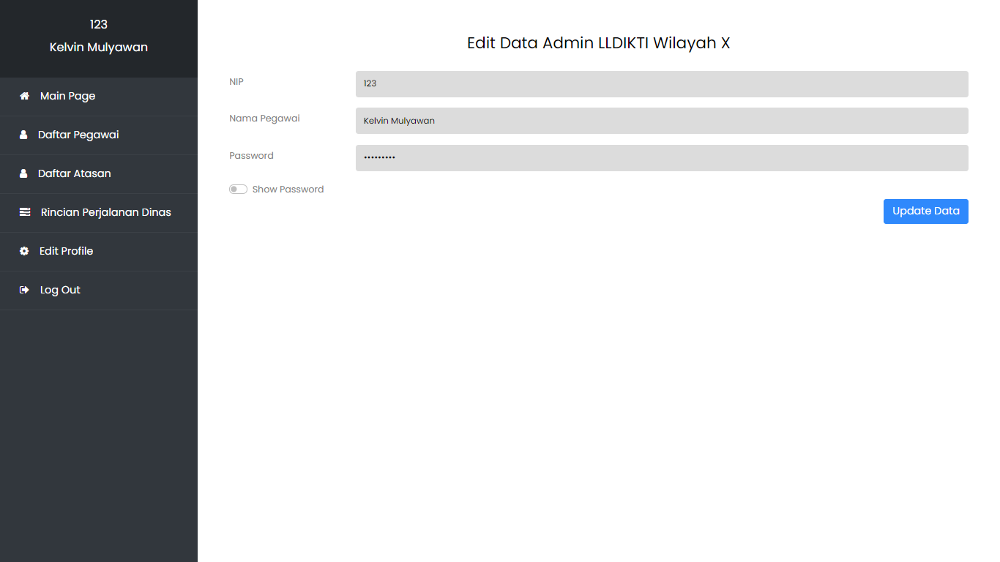 123
Kelvin Mulyawan
Main Page
Daftar Pegawai
Daftar Atasan
Rincian Perjalanan Dinas
Edit Profile
Log Out
Edit Data Admin LLDIKTI Wilayah X
NIP
123
Nama Pegawai
Kelvin Mulyawan
Password
•••••••••
Show Password
Update Data